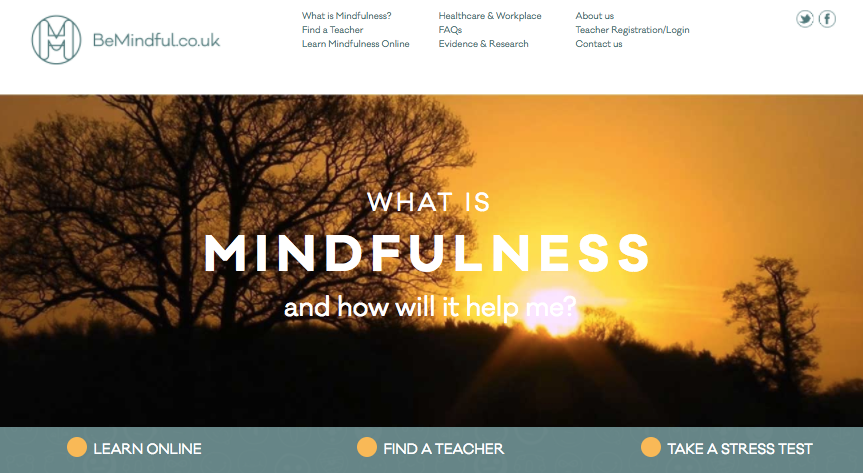 BeMindful.co.uk
What is Mindfulness?
Find a Teacher
Learn Mindfulness Online
Healthcare & Workplace
FAQs
Evidence & Research
About us
Teacher Registration/Login
Contact us
WHAT IS
MINDFULNESS
and how will it help me?
LEARN ONLINE
FIND A TEACHER
TAKE A STRESS TEST